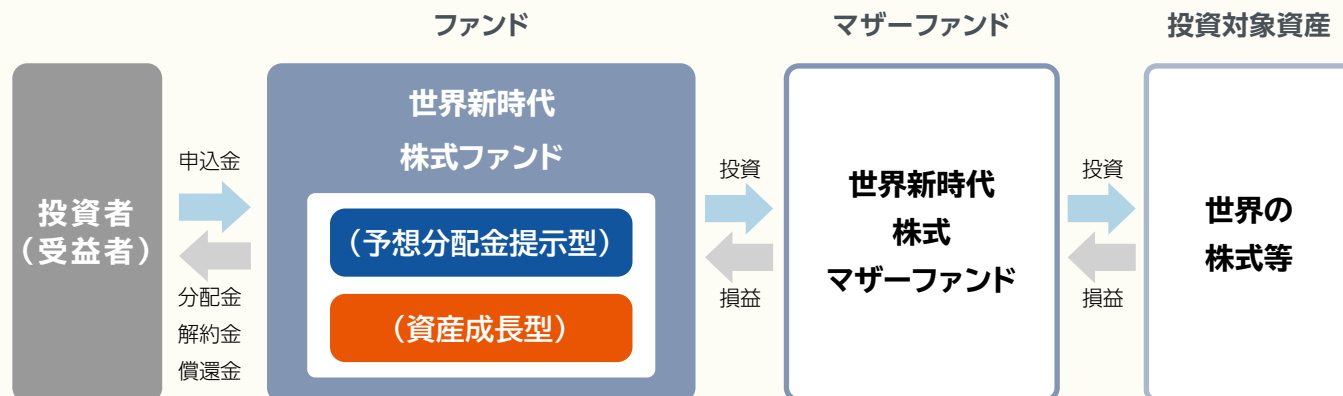 ファンド
マザーファンド
投資対象資産
投資者
（受益者）
申込金
分配金
解約金
償還金
世界新時代
株式ファンド
（予想分配金提示型）
（資産成長型）
投資
損益
世界新時代
株式
マザーファンド
投資
損益
世界の
株式等